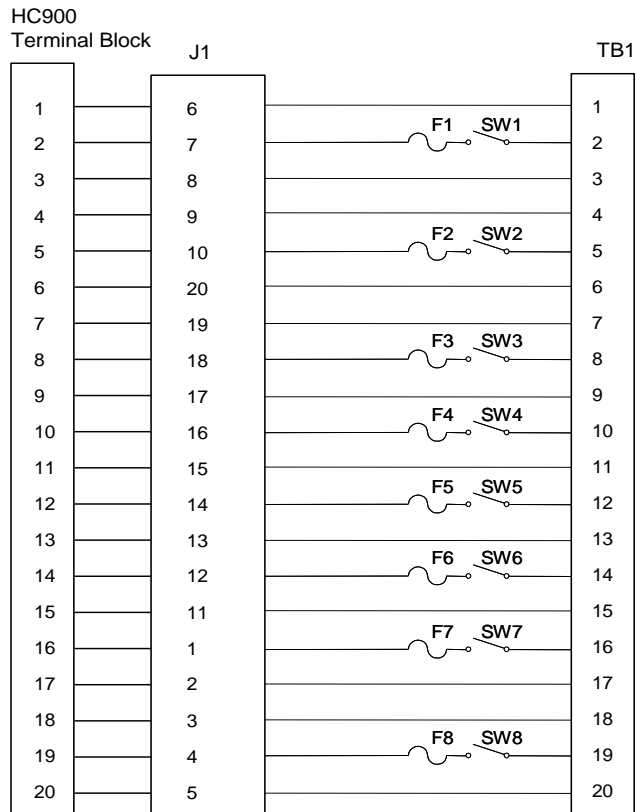 HC900
Terminal Block
J1
TB1
1 6 1
F1 SW1
2 7 2
3 8 3
4 9 4
F2 SW2
5 10 5
6 20 6
7 19 7
F3 SW3
8 18 8
9 17 9
F4 SW4
10 16 10
11 15 11
F5 SW5
12 14 12
13 13 13
F6 SW6
14 12 14
15 11 15
F7 SW7
16 1 16
17 2 17
18 3 18
F8 SW8
19 4 19
20 5 20